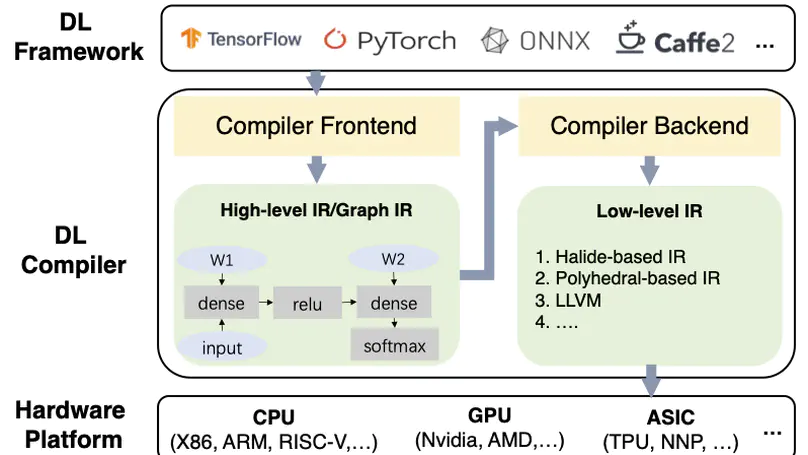 DL
Framework
TensorFlow
PyTorch
ONNX
Caffe2
...
DL
Compiler
Compiler Frontend
Compiler Backend
High-level IR/Graph IR
W1
W2
dense
relu
dense
input
softmax
Low-level IR
1. Halide-based IR
2. Polyhedral-based IR
3. LLVM
4. ....
Hardware
Platform
CPU
(X86, ARM, RISC-V,...)
GPU
(Nvidia, AMD,...)
ASIC
(TPU, NNP, ...)
...